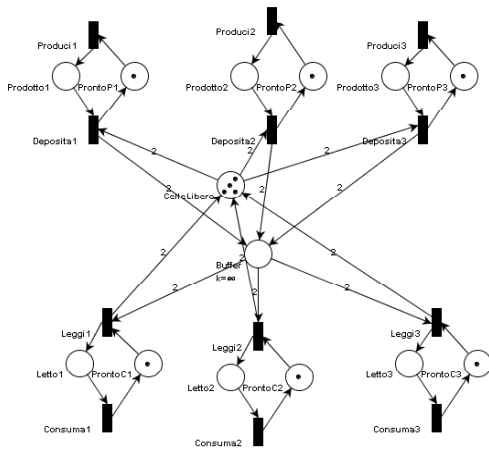 Produci1
Produci2
Produci3
Prodotto1
ProntoP1
Prodotto2
ProntoP2
Prodotto3
ProntoP3
Deposita1
Deposita2
Deposita3
2
2
2
2
2
2
CelleLibere
Buffer
k=∞
2
2
2
2
2
Leggi1
Leggi2
Leggi3
Letto1
ProntoC1
Letto2
ProntoC2
Letto3
ProntoC3
Consuma1
Consuma2
Consuma3